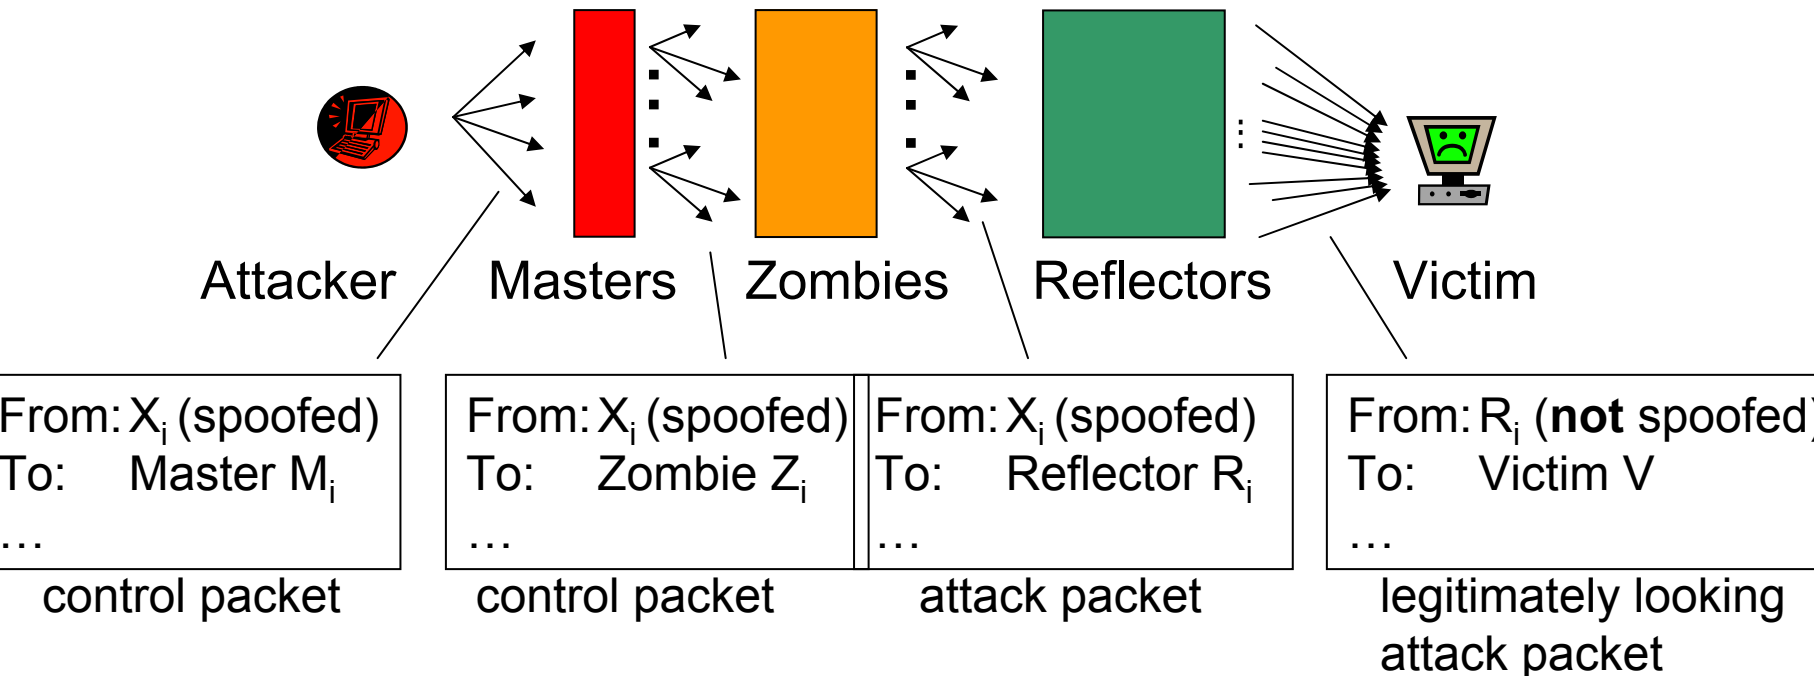 Attacker Masters Zombies Reflectors Victim
From: Xi (spoofed)
To: Master Mi
…
control packet
From: Xi (spoofed)
To: Zombie Zi
…
control packet
From: Xi (spoofed)
To: Reflector Ri
…
attack packet
From: Ri (not spoofed)
To: Victim V
…
legitimately looking
attack packet